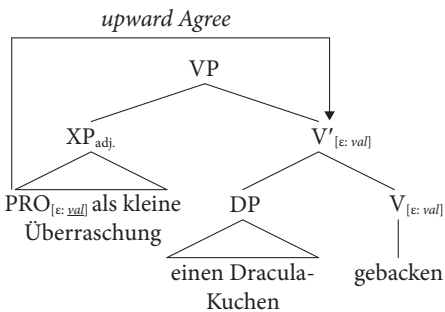 upward Agree
VP
XPadj.
V′[ε: val]
PRO[ε: val] als kleine
Überraschung
DP
V[ε: val]
einen Dracula-
Kuchen
gebacken